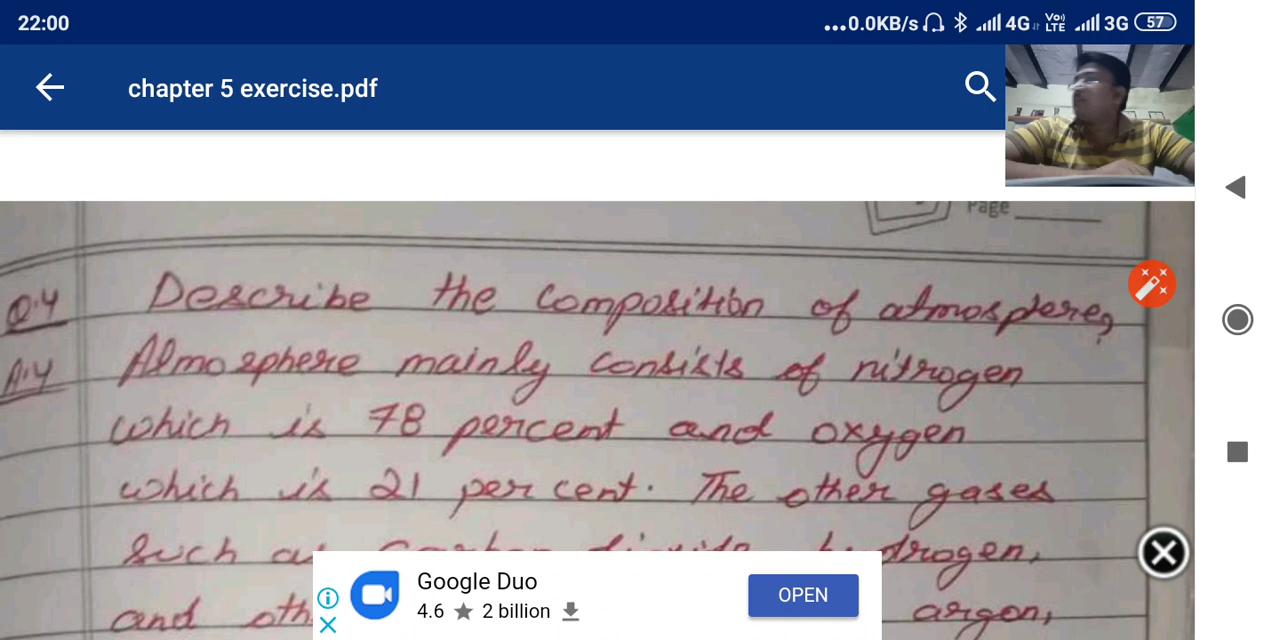 22:00
...0.0KB/s 4G Vo) LTE 3G 57
chapter 5 exercise.pdf
Page
Q.4 Describe the composition of atmosphere,
A.4 Atmosphere mainly consists of nitrogen
which is 78 percent and oxygen
which is 21 per cent. The other gases
Such as hydrogen,
and argon,
Google Duo
4.6 ★ 2 billion
OPEN